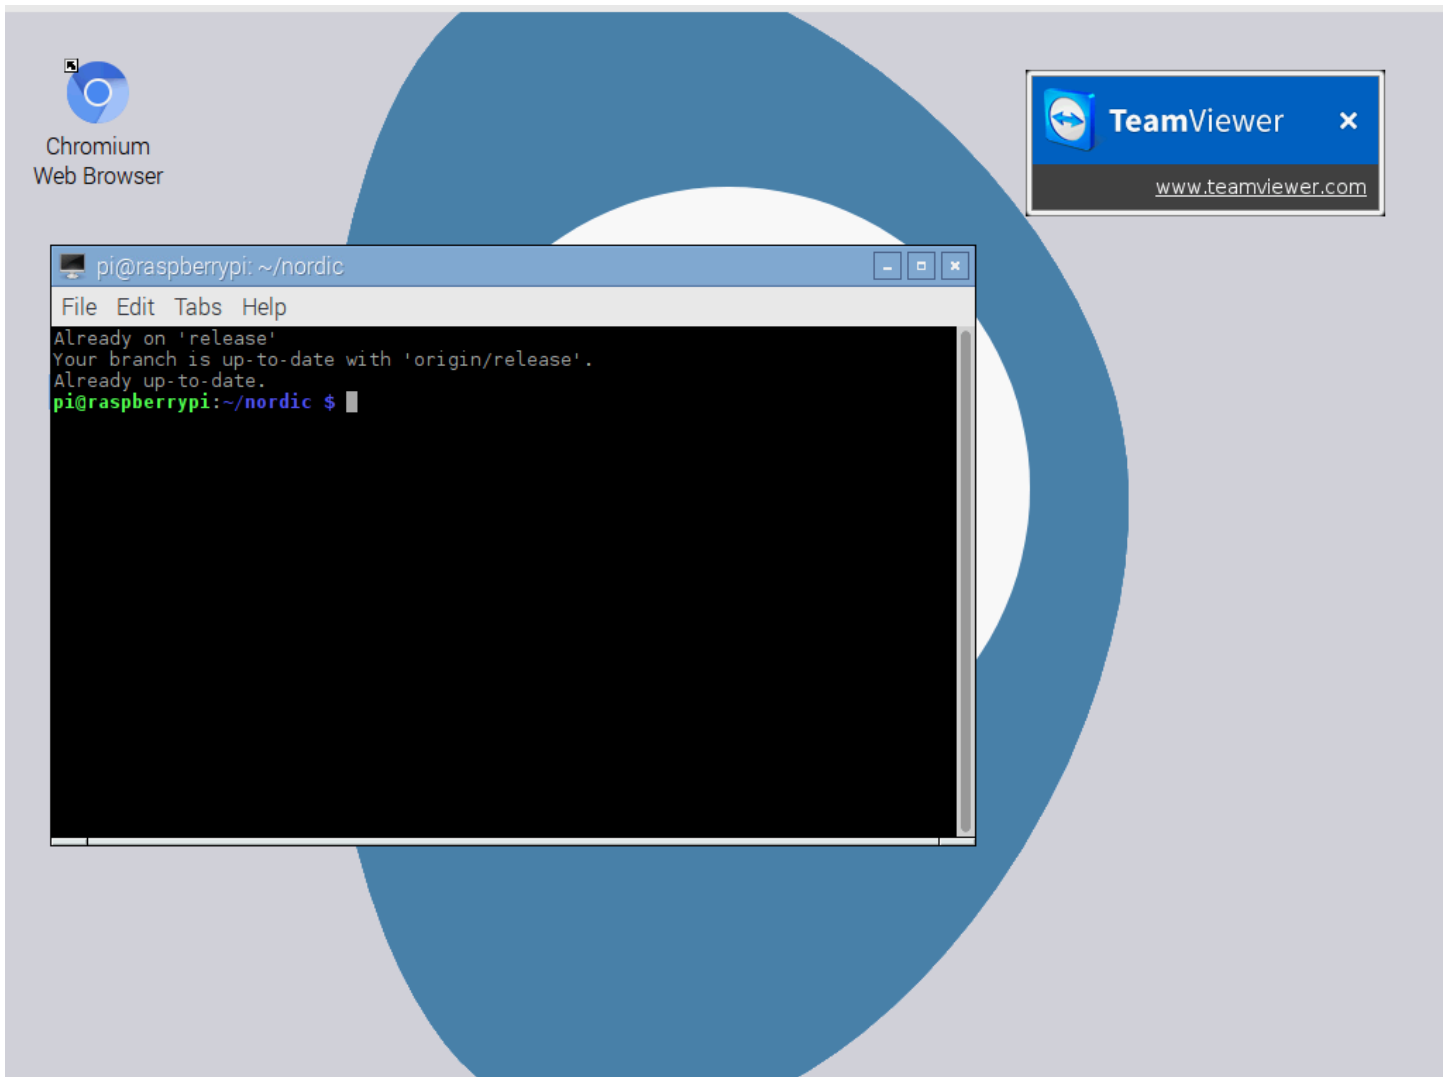 Chromium
Web Browser
TeamViewer
www.teamviewer.com
pi@raspberrypi: ~/nordic
File Edit Tabs Help
Already on 'release'
Your branch is up-to-date with 'origin/release'.
Already up-to-date.
pi@raspberrypi:~/nordic $